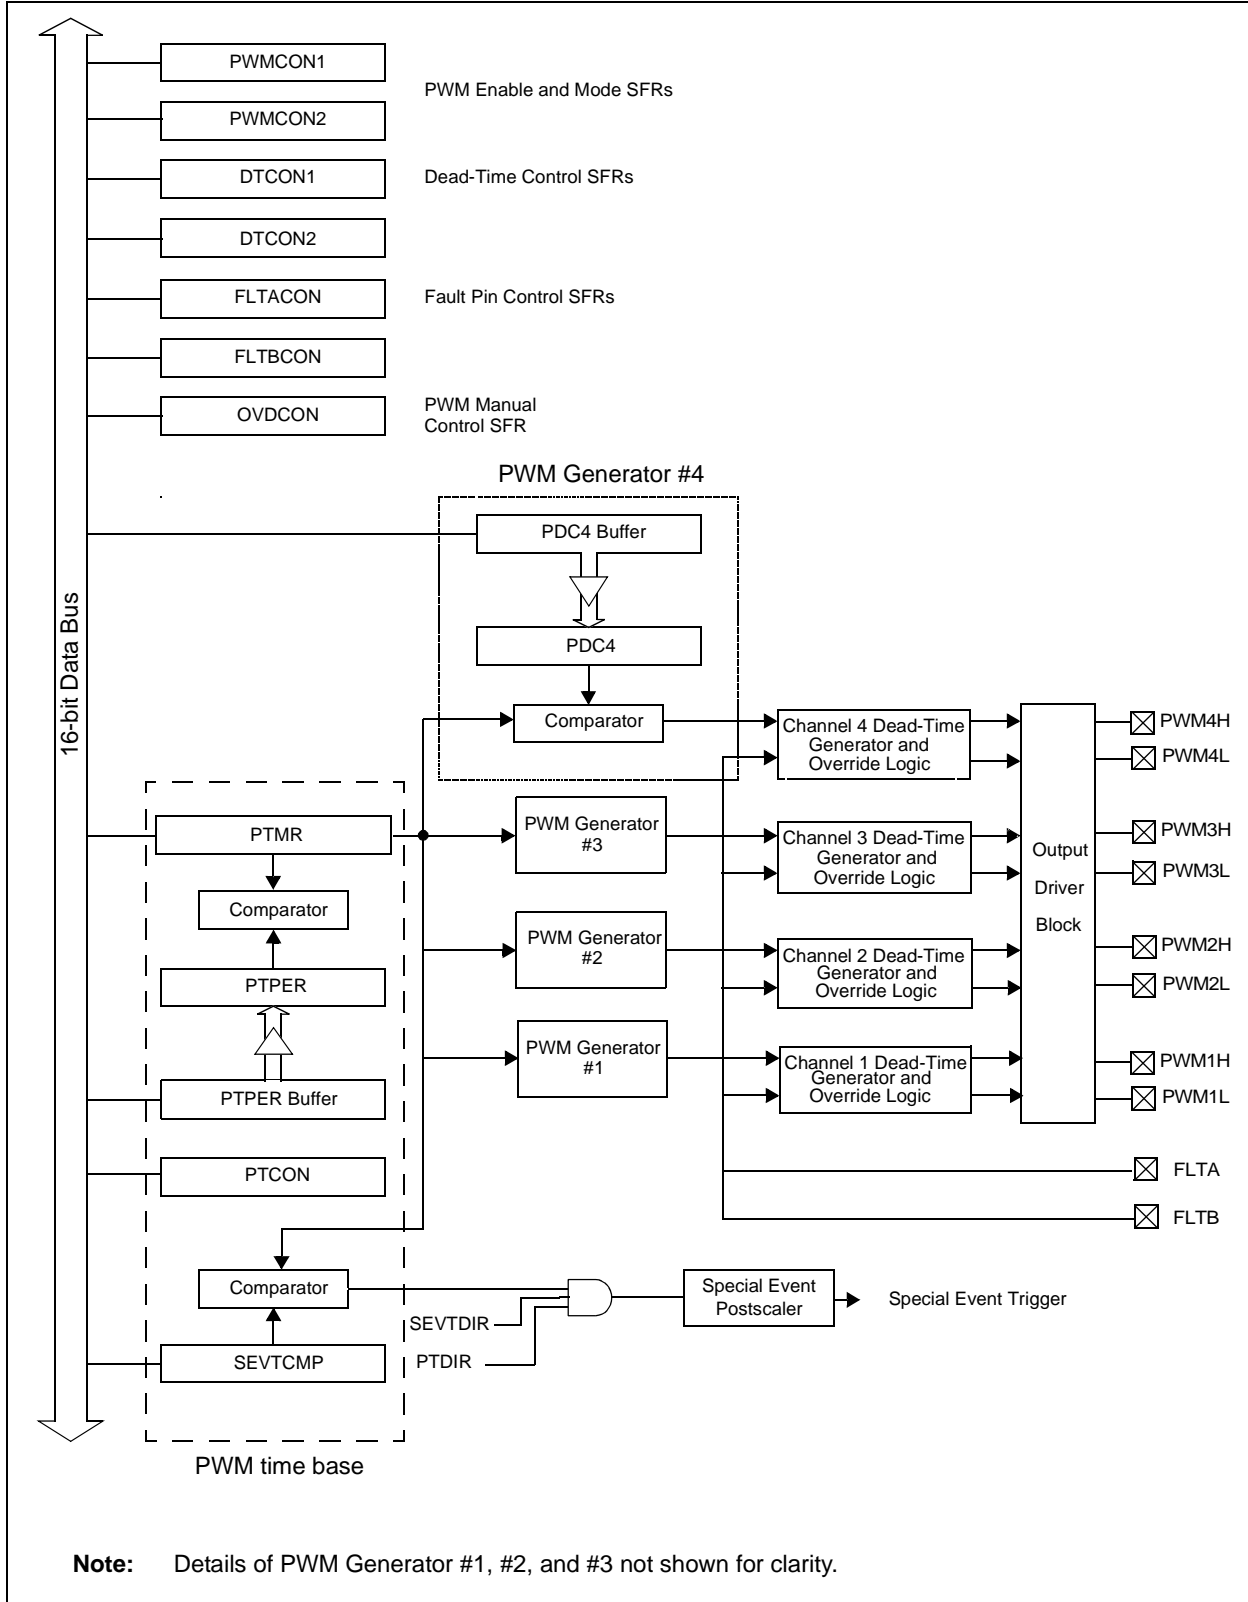 PWMCON1
PWM Enable and Mode SFRs
PWMCON2
DTCON1
Dead-Time Control SFRs
DTCON2
FLTACON
Fault Pin Control SFRs
FLTBCON
OVDCON
PWM Manual
Control SFR
PWM Generator #4
PDC4 Buffer
PDC4
Comparator
16-bit Data Bus
Channel 4 Dead-Time
Generator and
Override Logic
PWM4H
PWM4L
PTMR
PWM Generator
#3
Channel 3 Dead-Time
Generator and
Override Logic
PWM3H
PWM3L
Output
Driver
Block
Comparator
PTPER
PWM Generator
#2
Channel 2 Dead-Time
Generator and
Override Logic
PWM2H
PWM2L
PTPER Buffer
PWM Generator
#1
Channel 1 Dead-Time
Generator and
Override Logic
PWM1H
PWM1L
PTCON
FLTA
FLTB
Comparator
SEVTDIR
PTDIR
Special Event
Postscaler
Special Event Trigger
SEVTCMP
PWM time base
Note: Details of PWM Generator #1, #2, and #3 not shown for clarity.